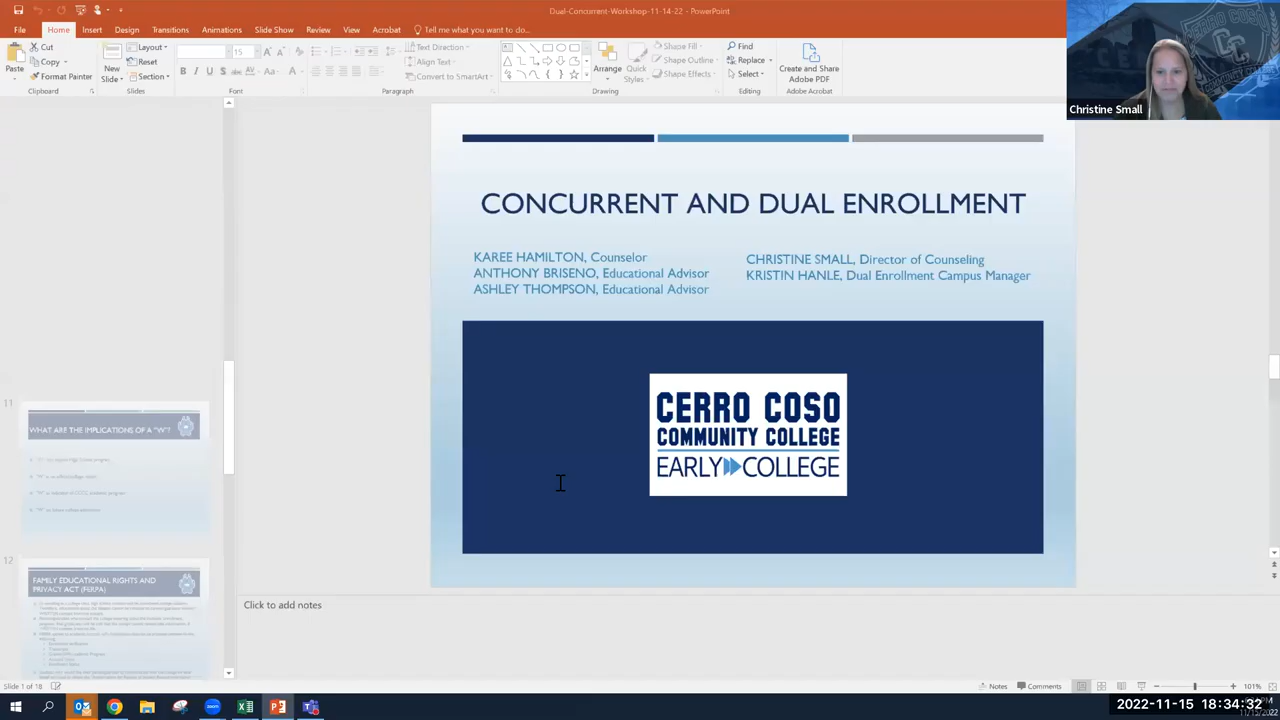 Dual-Concurrent-Workshop-11-14-22 - PowerPoint
File Home Insert Design Transitions Animations Slide Show Review View Acrobat Tell me what you want to do...
Paste
Cut
Copy
Format Painter
Clipboard
New Slide
Layout
Reset
Section
Slides
15
Font
Text Direction
Align Text
Convert to SmartArt
Paragraph
Arrange
Quick Styles
Shape Fill
Shape Outline
Shape Effects
Drawing
Find
Replace
Select
Editing
Create and Share Adobe PDF
Adobe Acrobat
Christine Small
CONCURRENT AND DUAL ENROLLMENT
KAREE HAMILTON, Counselor
ANTHONY BRISENO, Educational Advisor
ASHLEY THOMPSON, Educational Advisor
CHRISTINE SMALL, Director of Counseling
KRISTIN HANLE, Dual Enrollment Campus Manager
CERRO COSO
COMMUNITY COLLEGE
EARLY COLLEGE
11
WHAT ARE THE IMPLICATIONS OF A "W"?
12
FAMILY EDUCATIONAL RIGHTS AND
PRIVACY ACT (FERPA)
Click to add notes
Slide 1 of 18
Notes
Comments
101%
2022-11-15 18:34:32